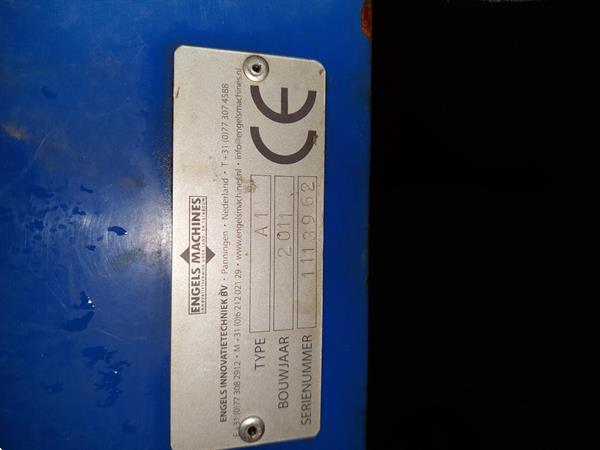 ENGELS MACHINES
ENGELS INNOVATIETECHNIEK BV • Panningen • Nederland • T +31 (0)77 307 4588
F +31 (0)77 308 2912 • M +31 (0)6 212 021 29 • www.engelsmachines.nl • info@engelsmachines.nl
TYPE A1
BOUWJAAR 2011
SERIENUMMER 1113962
CE